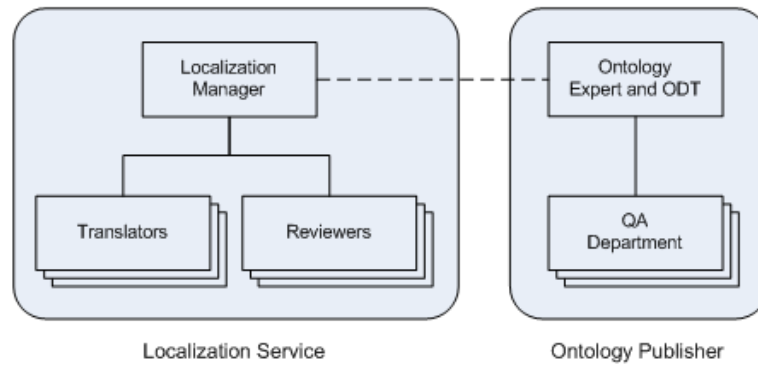 Localization
Manager
Ontology
Expert and ODT
Translators
Reviewers
QA
Department
Localization Service
Ontology Publisher